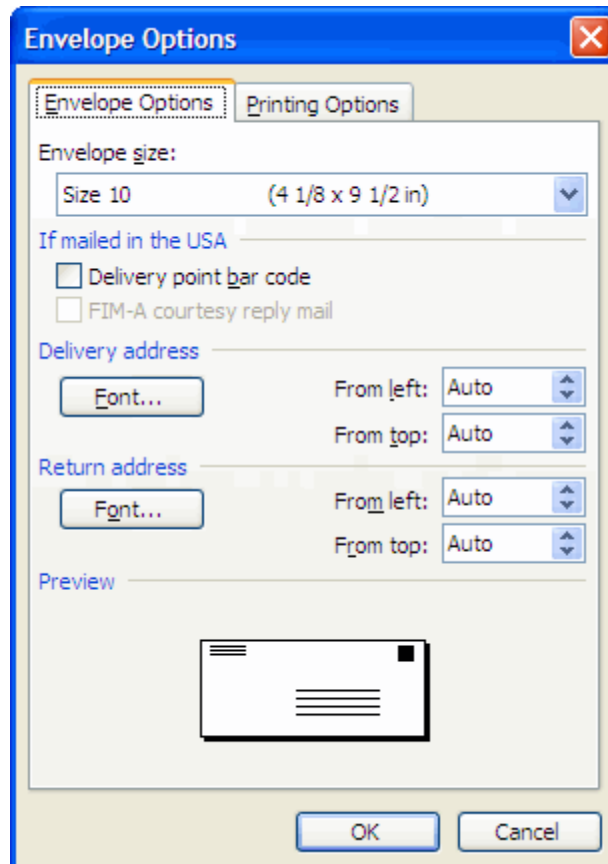 Envelope Options
Envelope Options Printing Options
Envelope size:
Size 10 (4 1/8 x 9 1/2 in)
If mailed in the USA
Delivery point bar code
FIM-A courtesy reply mail
Delivery address
Font... From left: Auto
From top: Auto
Return address
Font... From left: Auto
From top: Auto
Preview
OK Cancel